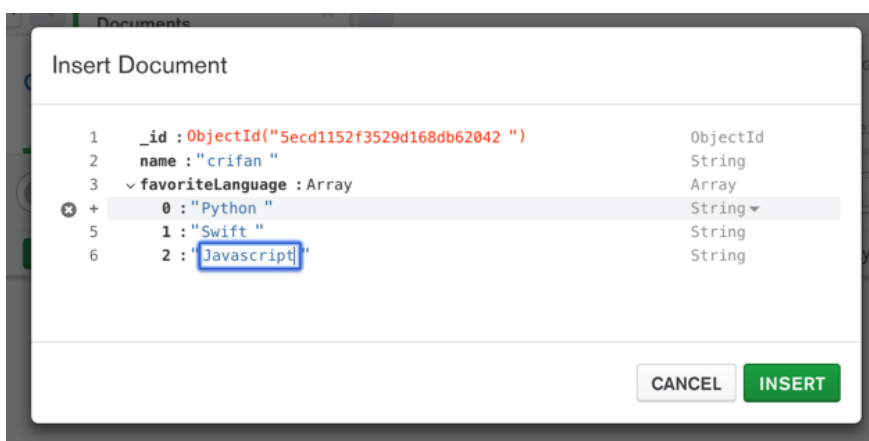 Documents
Insert Document
1 _id : ObjectId("5ecd1152f3529d168db62042 ") ObjectId
2 name : "crifan " String
3 favoriteLanguage : Array Array
+ 0 : "Python " String
5 1 : "Swift " String
6 2 : "Javascript " String
CANCEL INSERT